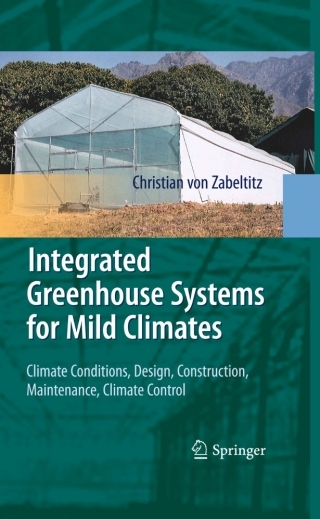 Christian von Zabeltitz
Integrated
Greenhouse Systems
for Mild Climates
Climate Conditions, Design, Construction,
Maintenance, Climate Control
Springer